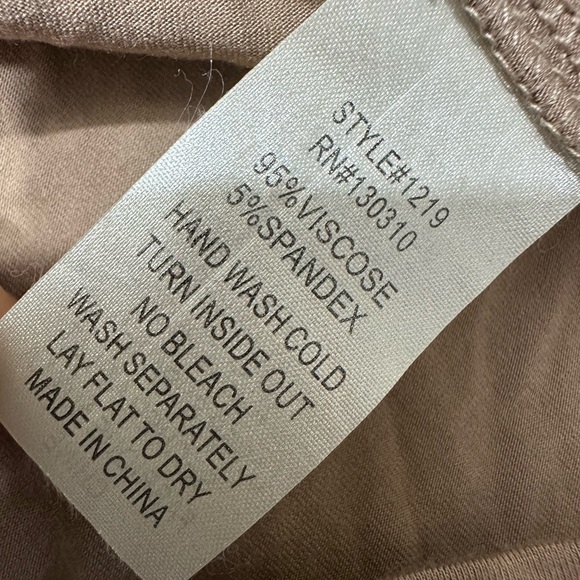 STYLE#1219
RN#130310
95%VISCOSE
5%SPANDEX
HAND WASH COLD
TURN INSIDE OUT
NO BLEACH
WASH SEPARATELY
LAY FLAT TO DRY
MADE IN CHINA